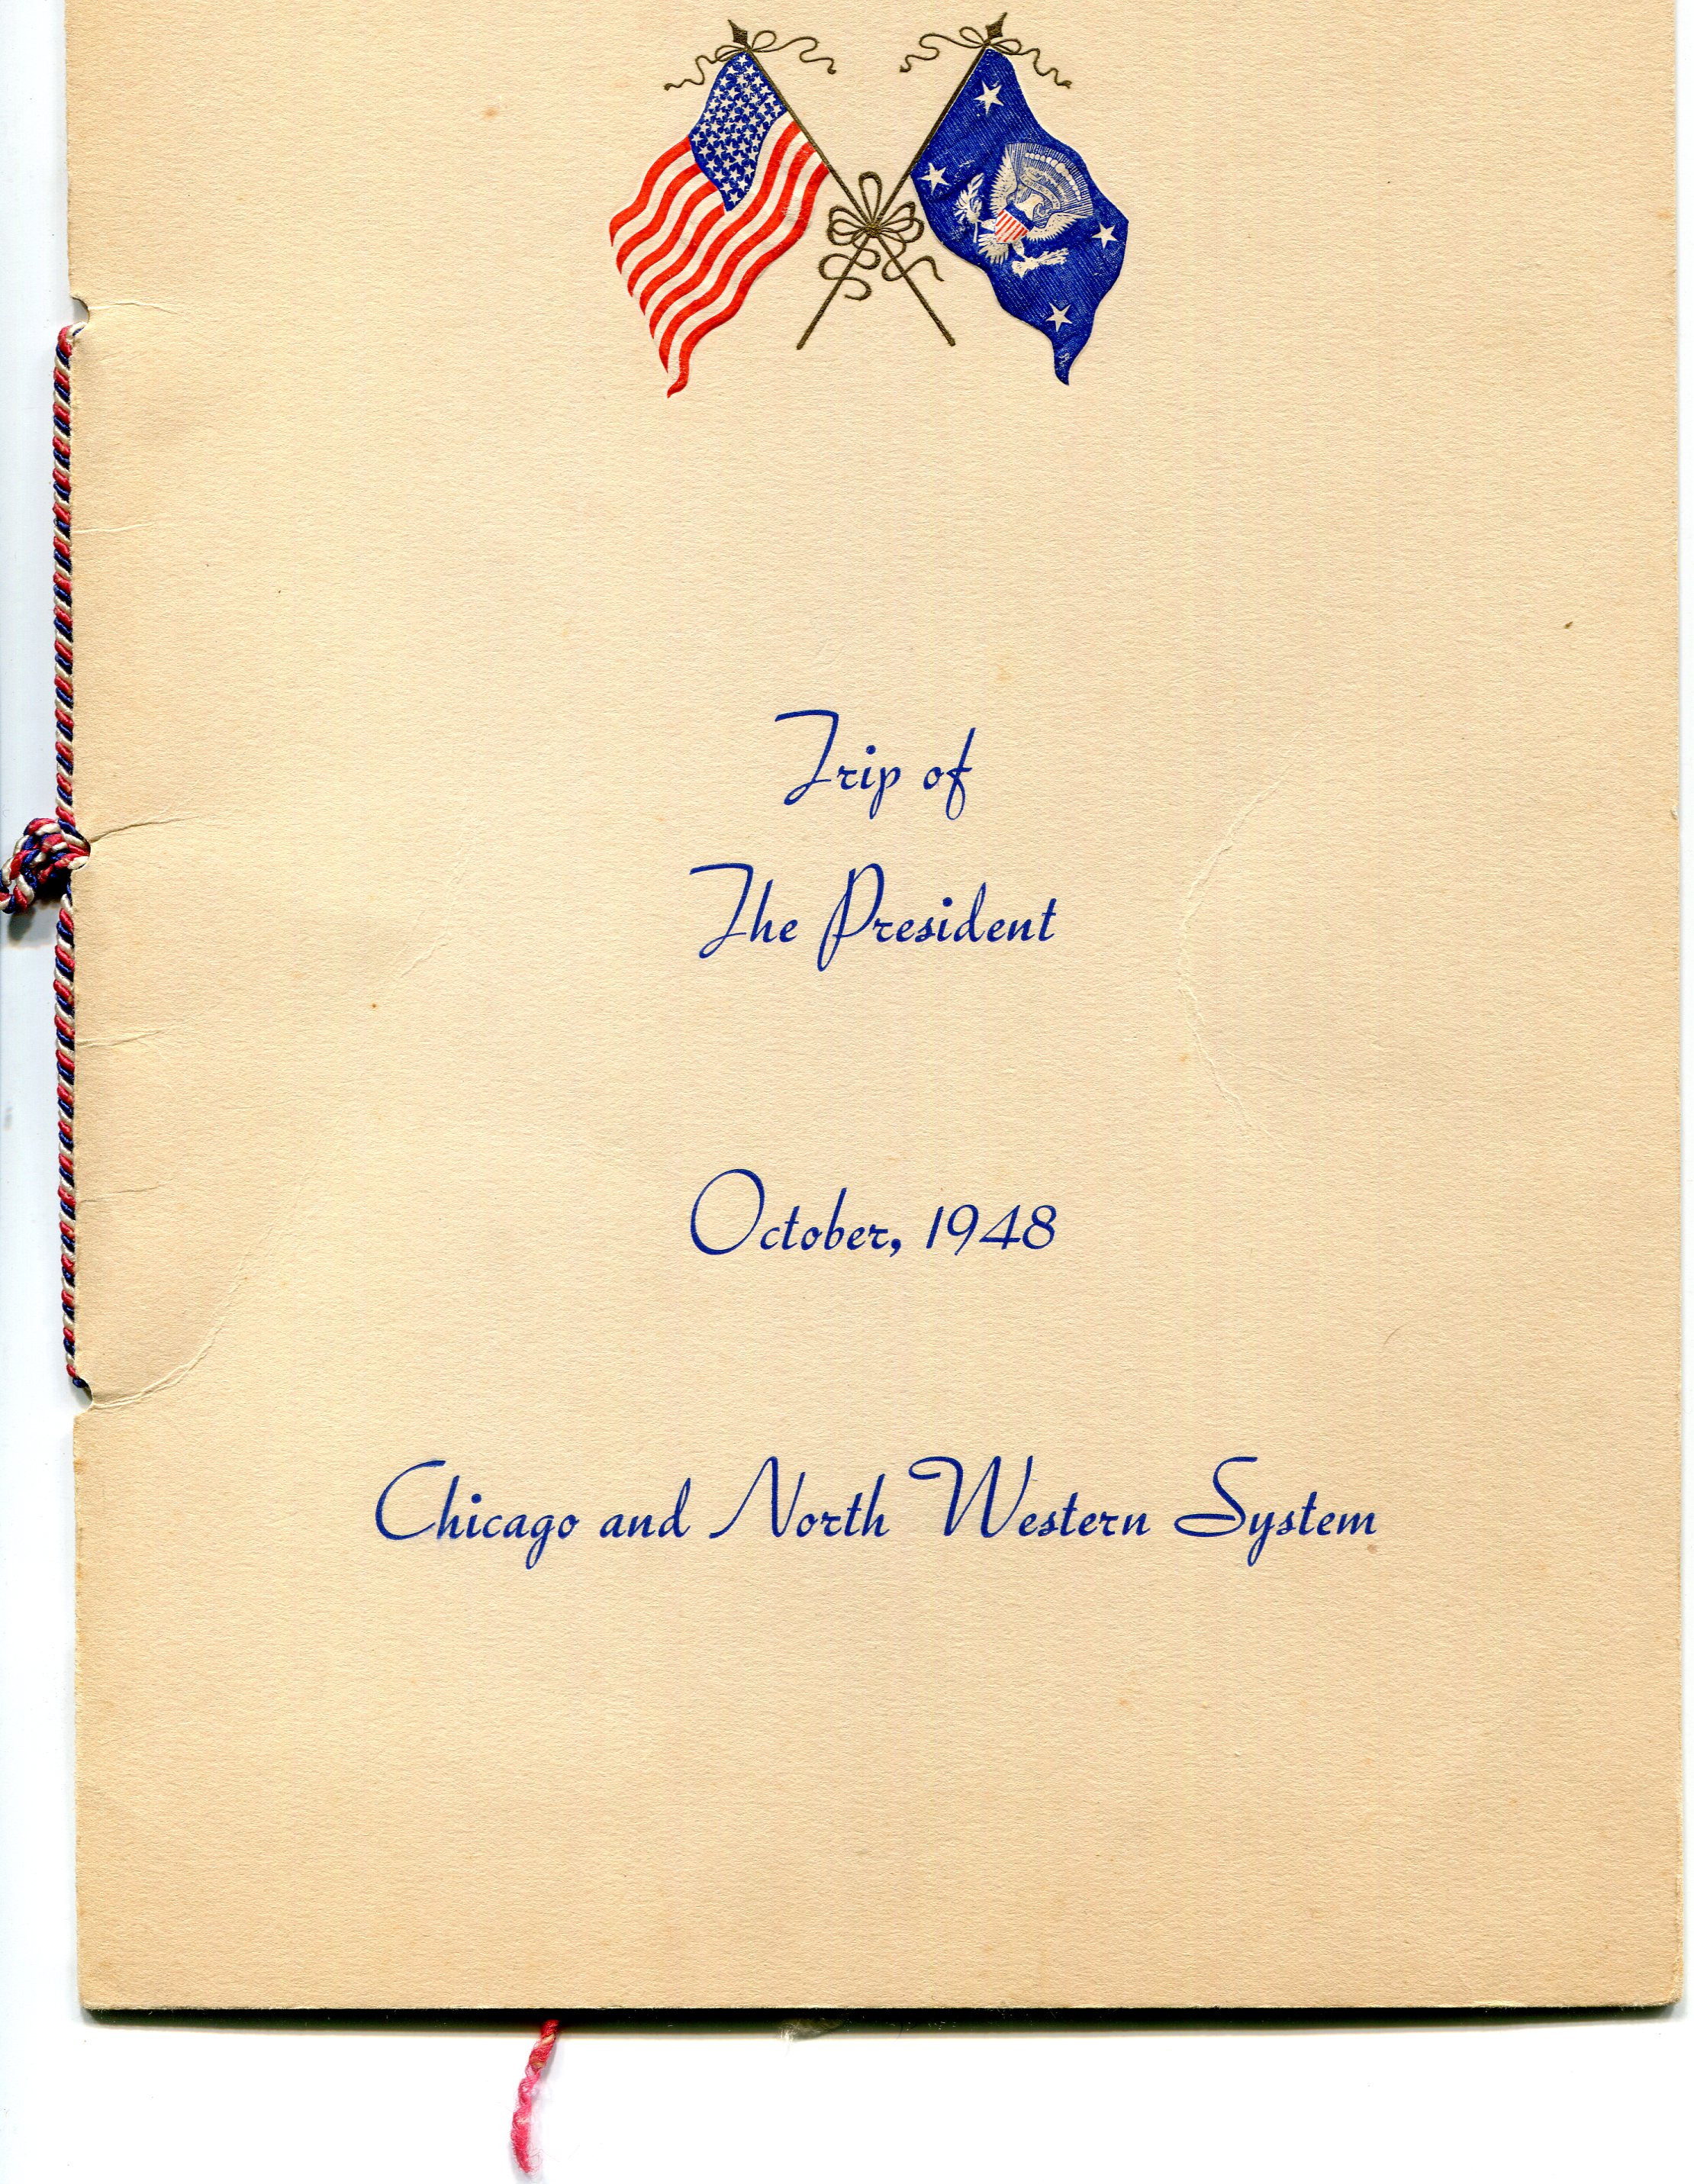 Trip of
The President
October, 1948
Chicago and North Western System